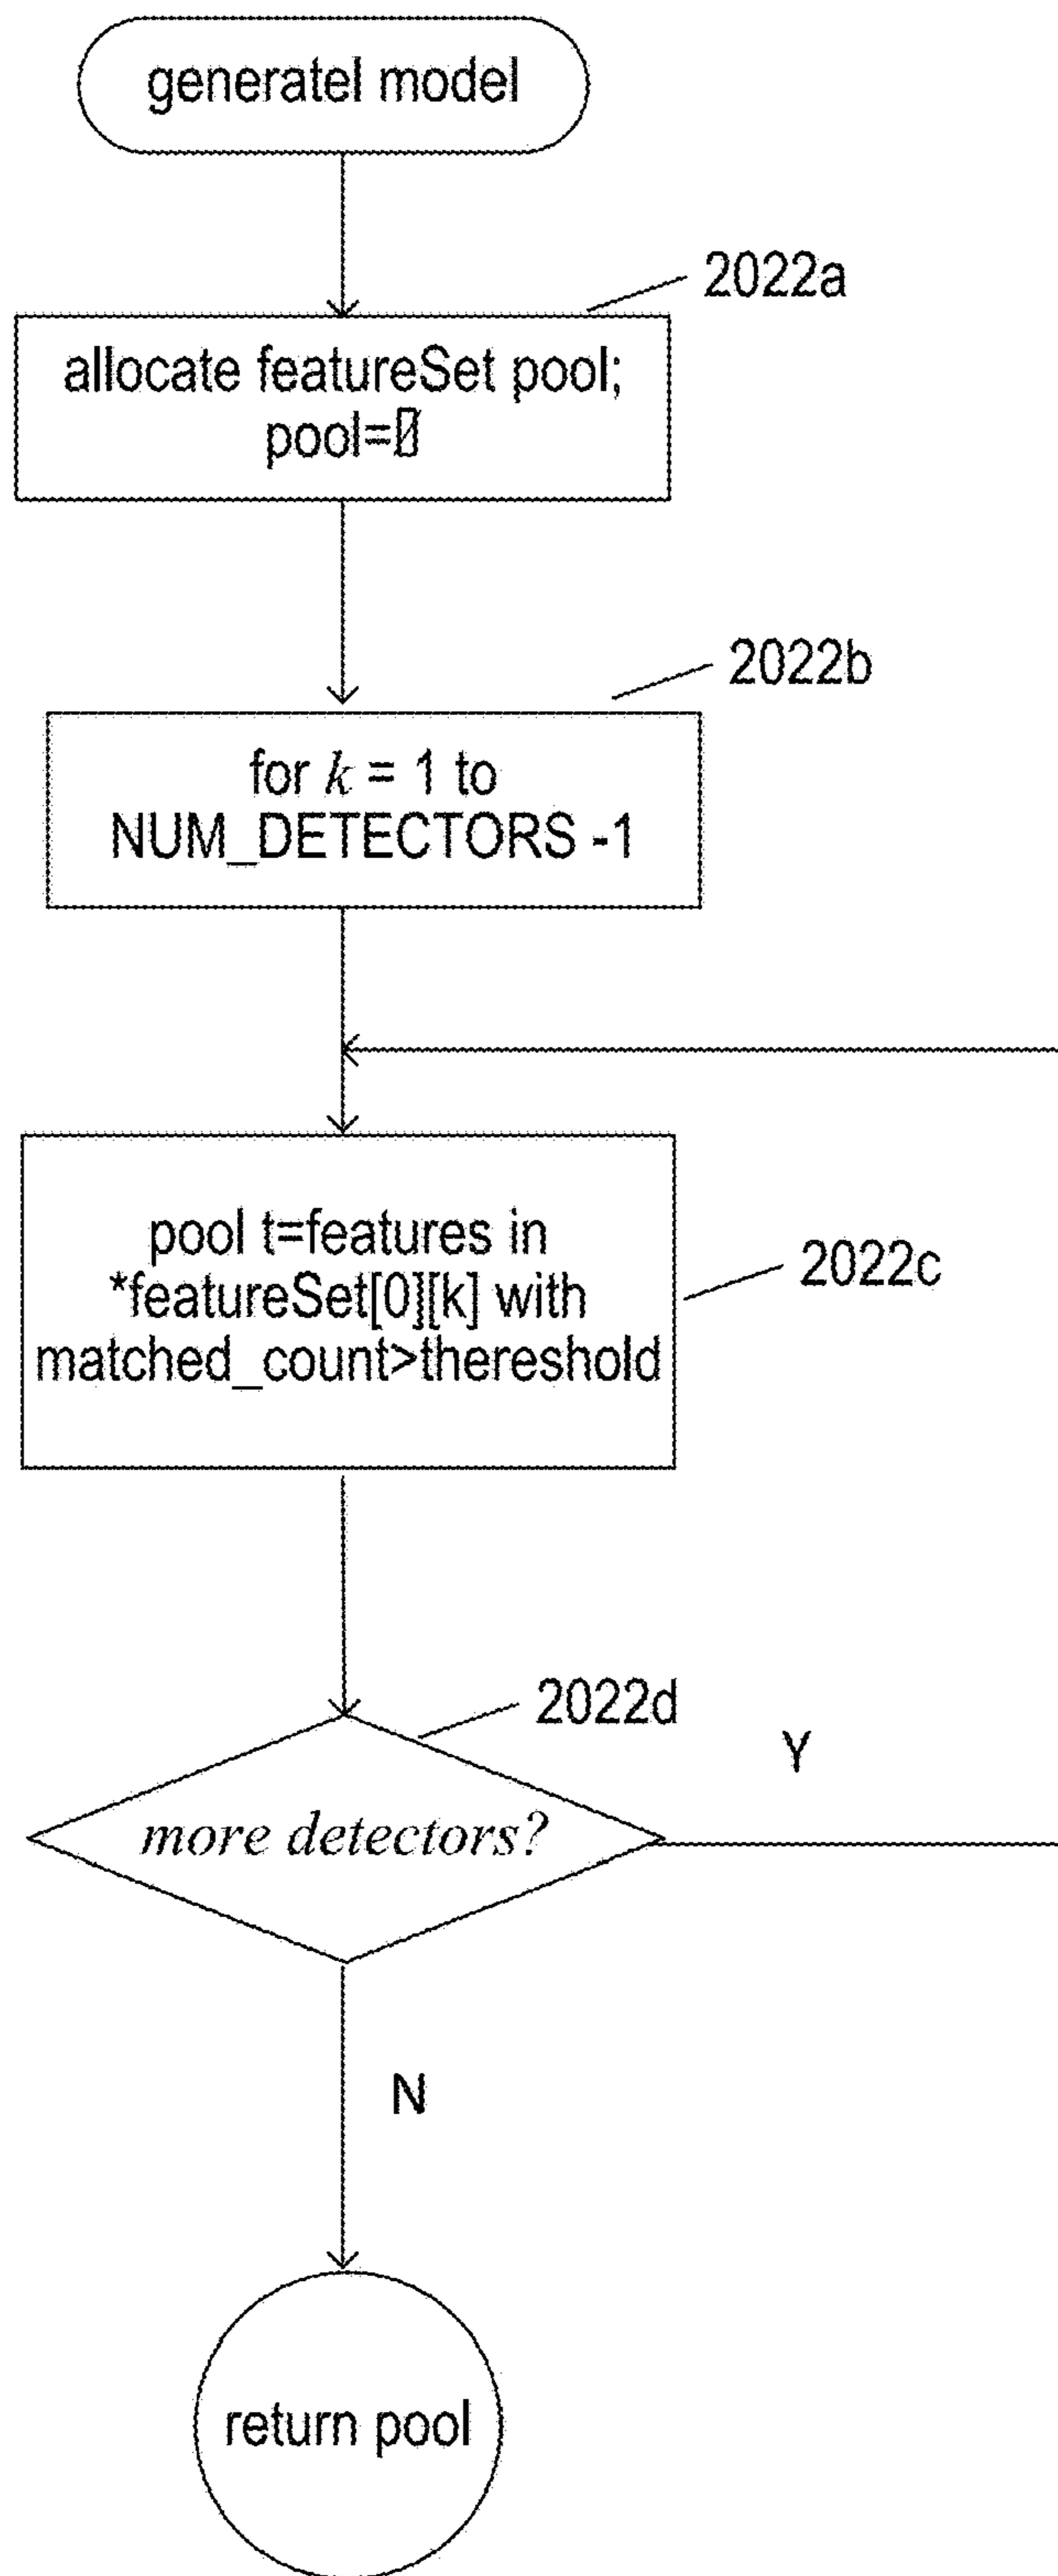 generatel model
2022a
allocate featureSet pool;
pool=
2022b
for k = 1 to
NUM_DETECTORS -1
pool t=features in
*featureSet[0][k] with
matched_count>thereshold
2022c
2022d
more detectors?
Y
N
return pool